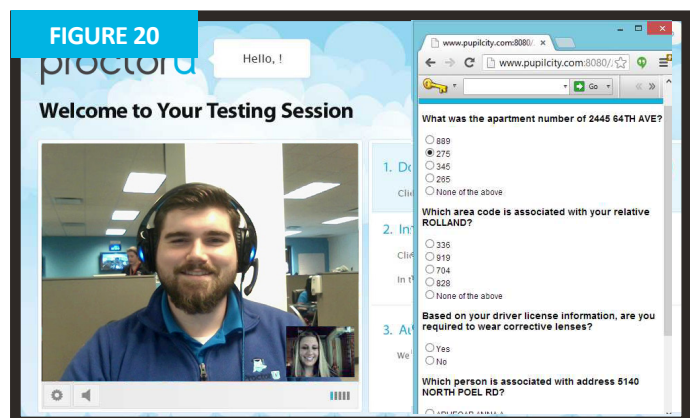 FIGURE 20
proctoru
Hello, !
Welcome to Your Testing Session
1. Do
Clic
2. In
Clic
In t
3. Au
We
ProctorU
www.pupilcity.com:8080/ ×
www.pupilcity.com:8080/
Go
What was the apartment number of 2445 64TH AVE?
889
275
345
265
None of the above
Which area code is associated with your relative
ROLLAND?
336
919
704
828
None of the above
Based on your driver license information, are you
required to wear corrective lenses?
Yes
No
Which person is associated with address 5140
NORTH POEL RD?